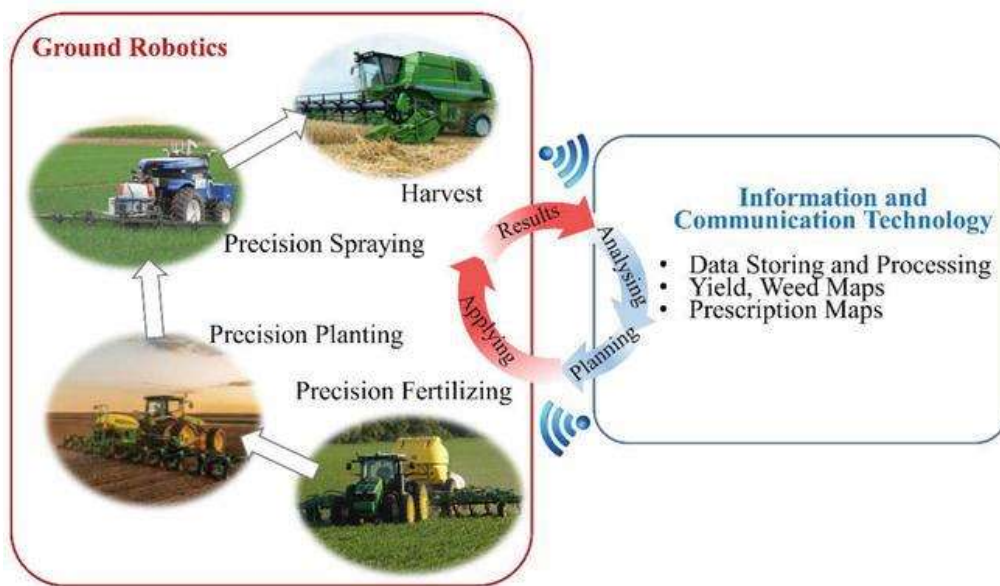 Ground Robotics
Harvest
Precision Spraying
Precision Planting
Precision Fertilizing
Results
Analysing
Planning
Applying
Information and
Communication Technology
• Data Storing and Processing
• Yield, Weed Maps
• Prescription Maps